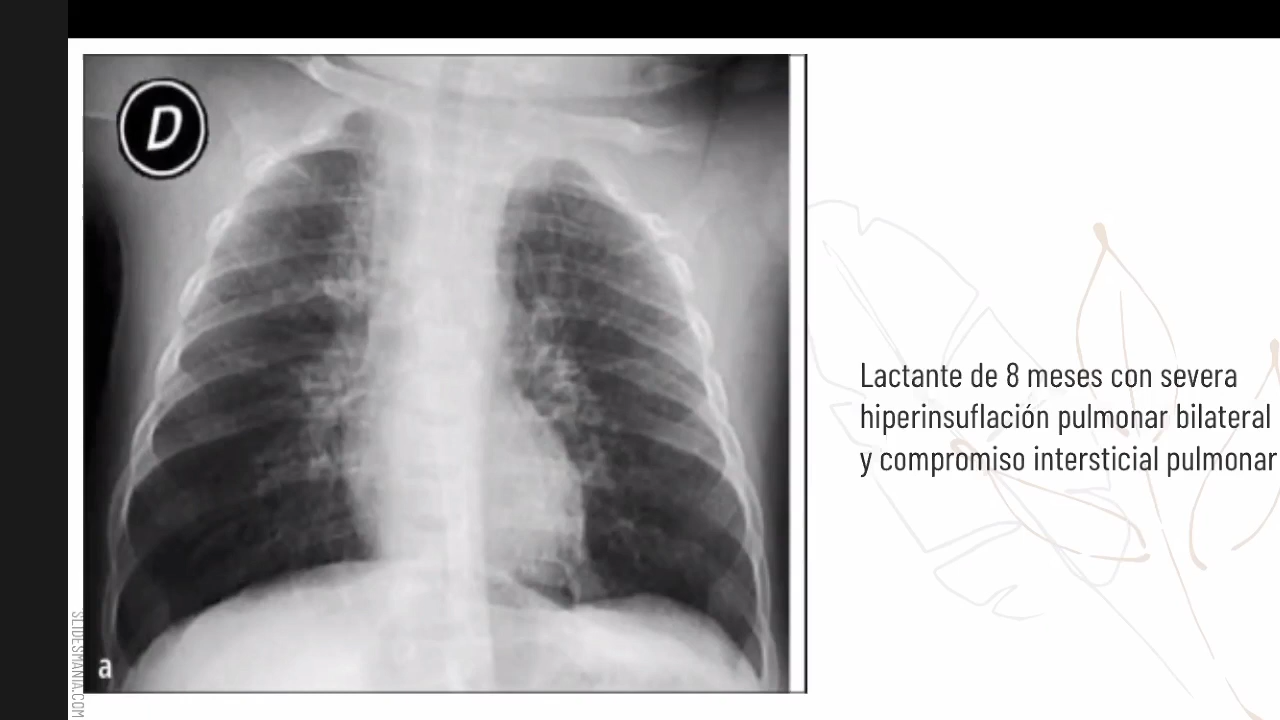 D
Lactante de 8 meses con severa
hiperinsuflación pulmonar bilateral
y compromiso intersticial pulmonar
a
SLIDESMANIA.COM